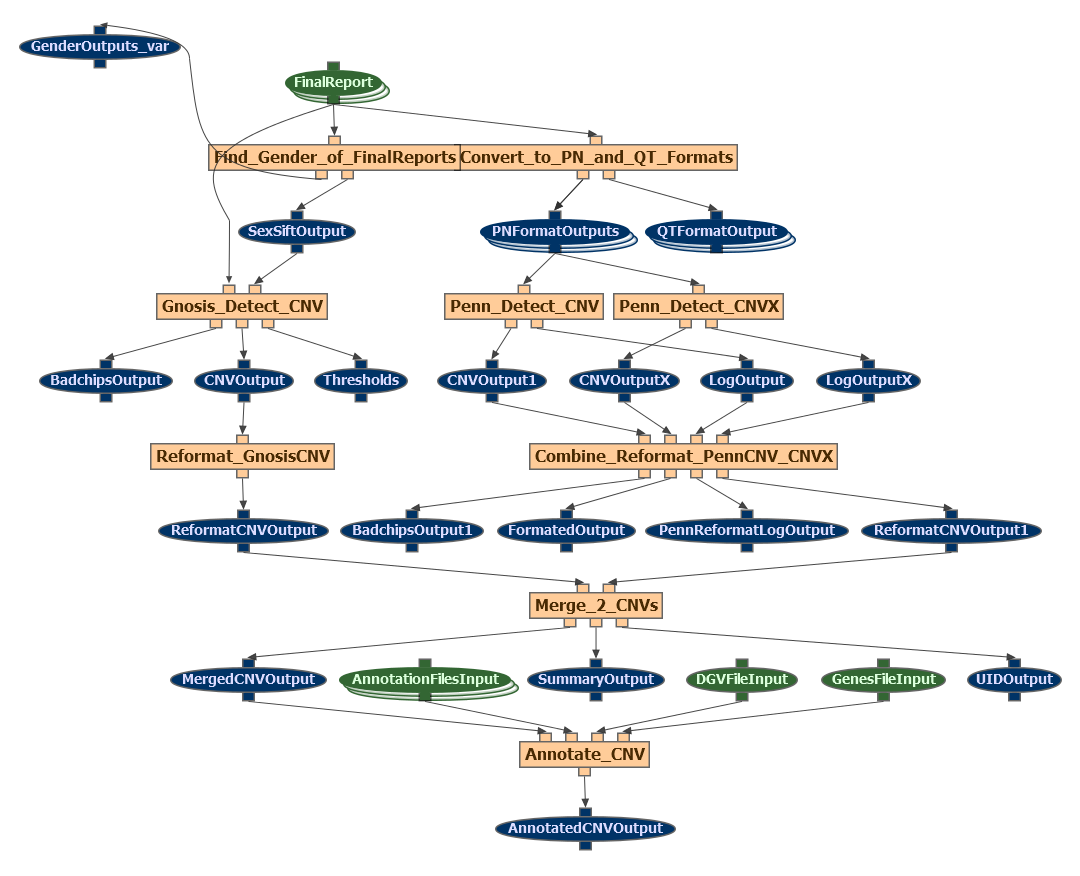 GenderOutputs_var
FinalReport
Find_Gender_of_FinalReports
Convert_to_PN_and_QT_Formats
SexSiftOutput
PNFormatOutputs
QTFormatOutput
Gnosis_Detect_CNV
Penn_Detect_CNV
Penn_Detect_CNVX
BadchipsOutput
CNVOutput
Thresholds
CNVOutput1
CNVOutputX
LogOutput
LogOutputX
Reformat_GnosisCNV
Combine_Reformat_PennCNV_CNVX
ReformatCNVOutput
BadchipsOutput1
FormatedOutput
PennReformatLogOutput
ReformatCNVOutput1
Merge_2_CNVs
MergedCNVOutput
AnnotationFilesInput
SummaryOutput
DGVFileInput
GenesFileInput
UIDOutput
Annotate_CNV
AnnotatedCNVOutput